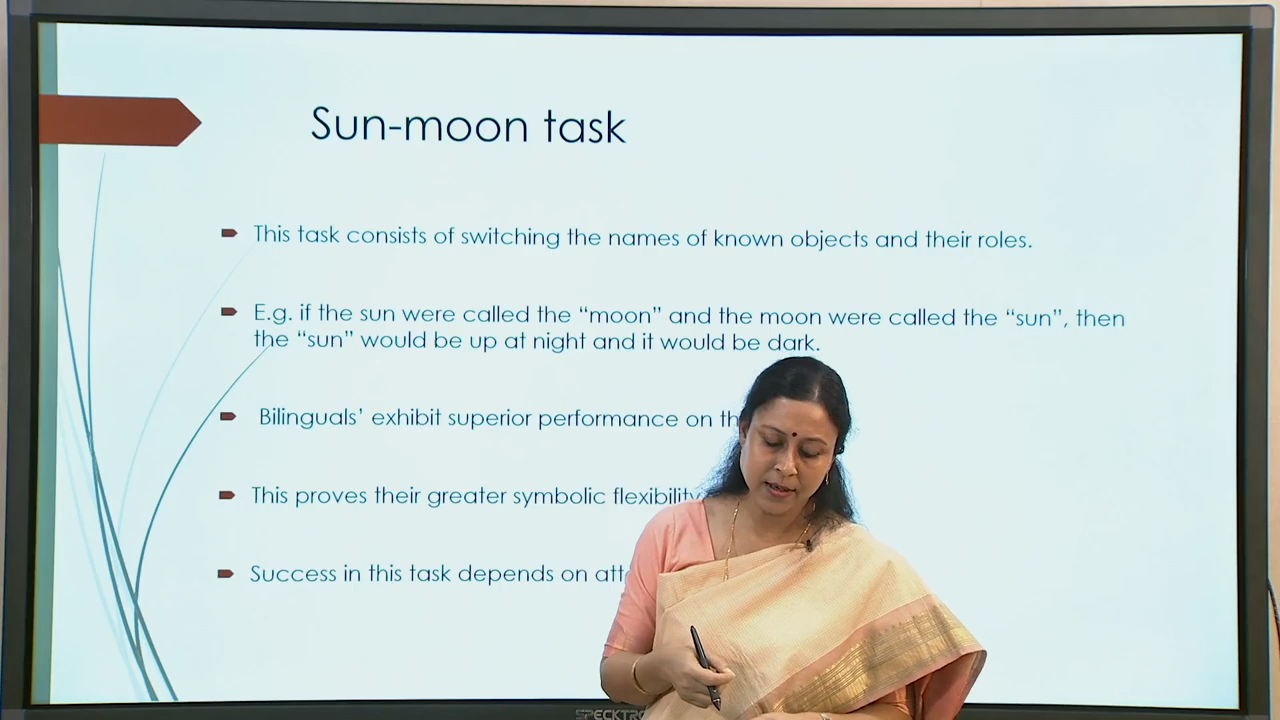 Sun-moon task
This task consists of switching the names of known objects and their roles.
E.g. if the sun were called the “moon” and the moon were called the “sun”, then
the “sun” would be up at night and it would be dark.
Bilinguals’ exhibit superior performance on
This proves their greater symbolic flexibility
Success in this task depends on